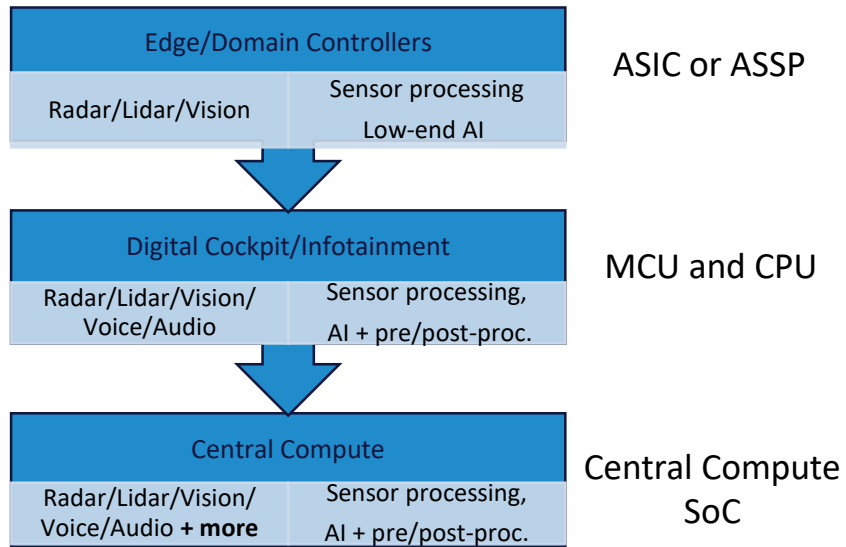 Edge/Domain Controllers
ASIC or ASSP
Radar/Lidar/Vision
Sensor processing
Low-end AI
Digital Cockpit/Infotainment
MCU and CPU
Radar/Lidar/Vision/
Voice/Audio
Sensor processing,
AI + pre/post-proc.
Central Compute
Central Compute
SoC
Radar/Lidar/Vision/
Voice/Audio + more
Sensor processing,
AI + pre/post-proc.